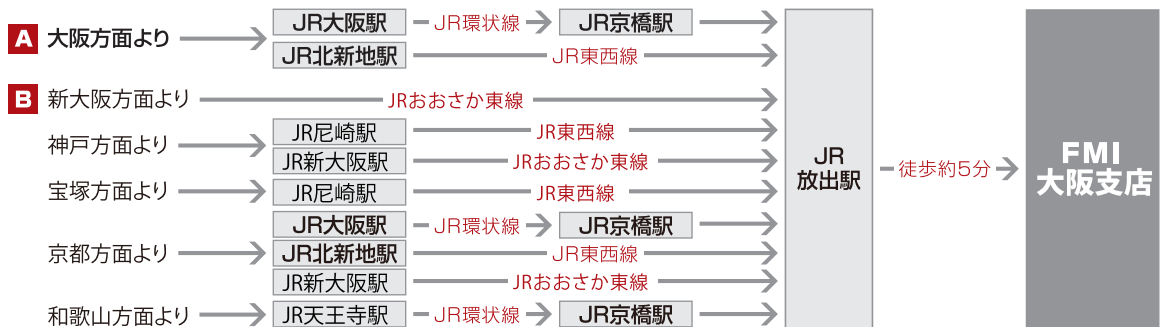 A 大阪方面より JR大阪駅 JR環状線 JR京橋駅
JR北新地駅 JR東西線
B 新大阪方面より JRおおさか東線
神戸方面より JR尼崎駅 JR東西線
JR新大阪駅 JRおおさか東線
宝塚方面より JR尼崎駅 JR東西線
JR大阪駅 JR環状線 JR京橋駅
京都方面より JR北新地駅 JR東西線
JR新大阪駅 JRおおさか東線
和歌山方面より JR天王寺駅 JR環状線 JR京橋駅
JR
放出駅
徒歩約5分
FMI
大阪支店